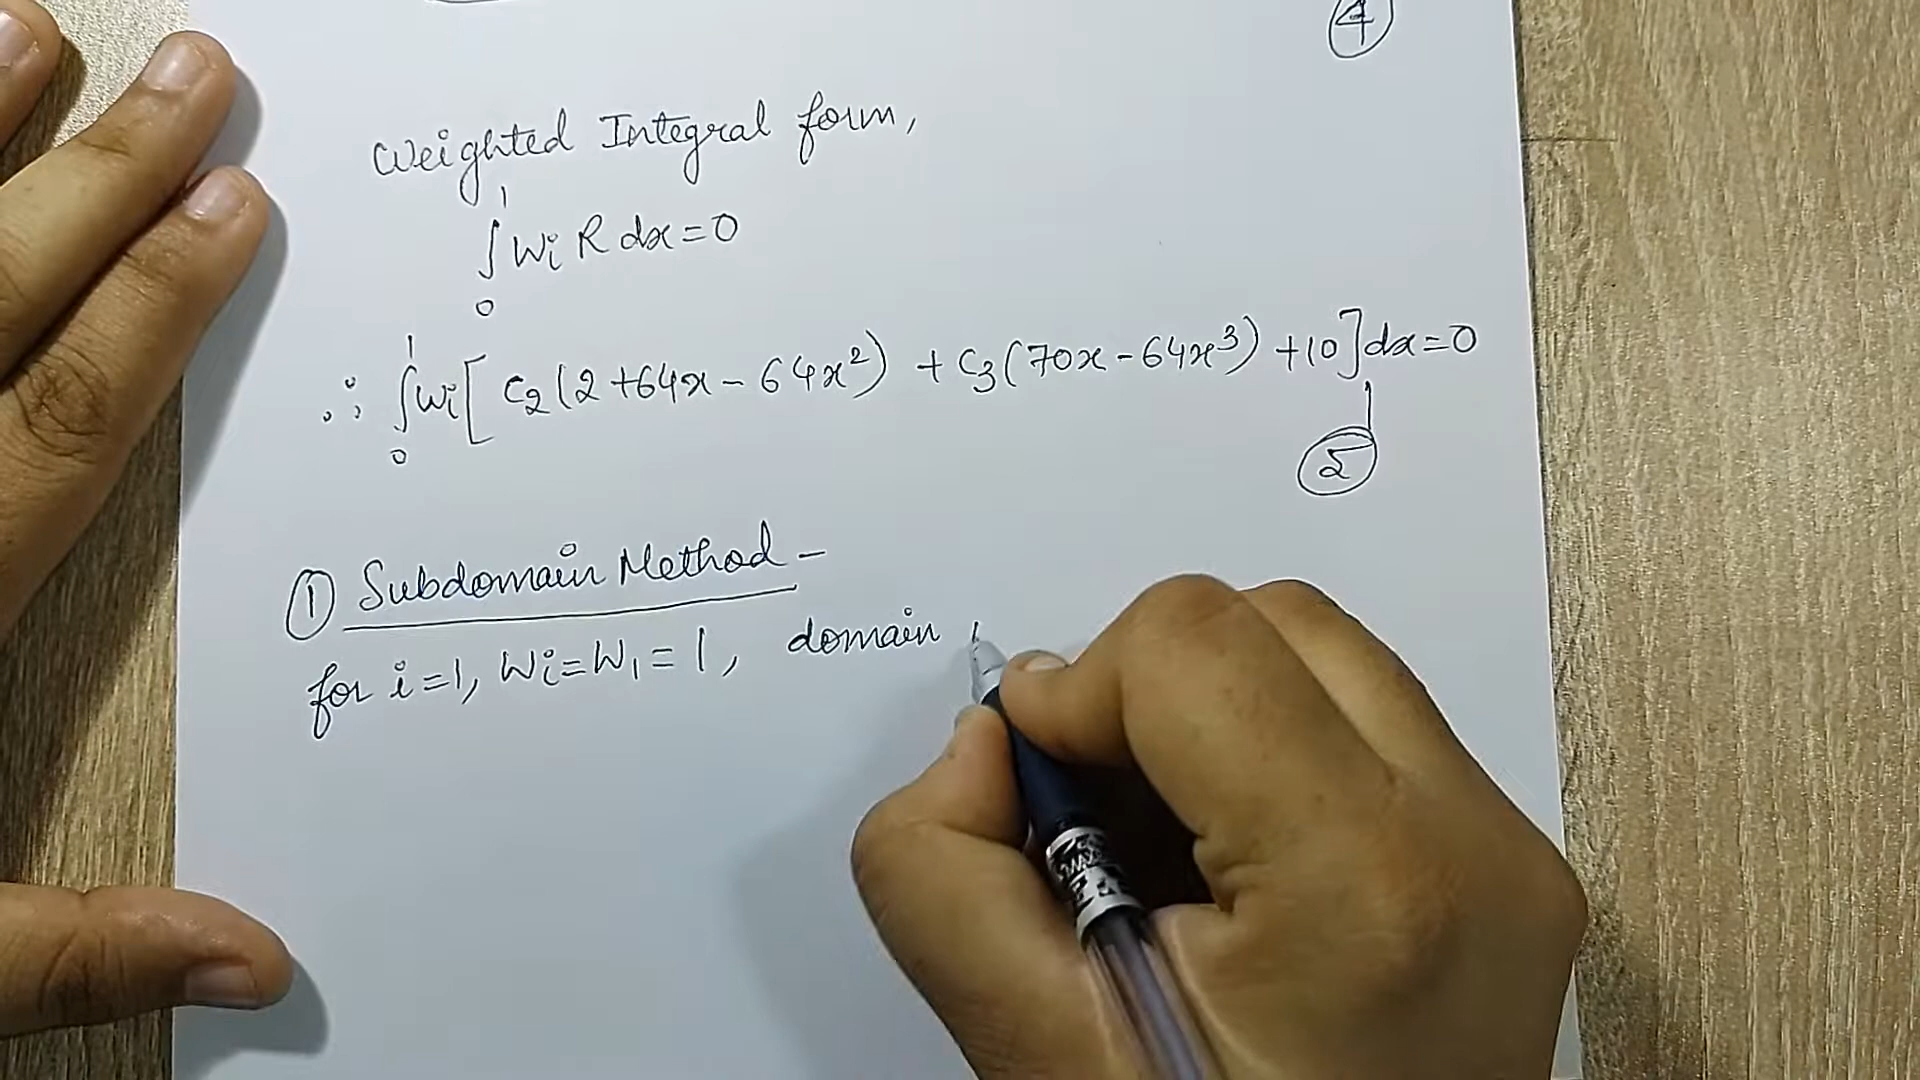 4
Weighted Integral form,
∫₀¹ Wi R dx = 0
∴ ∫₀¹ Wi [ C₂(2+64x - 64x²) + C₃(70x - 64x³) +10 ] dx = 0
5
① Subdomain Method -
for i=1, Wi = W₁ = 1, domain